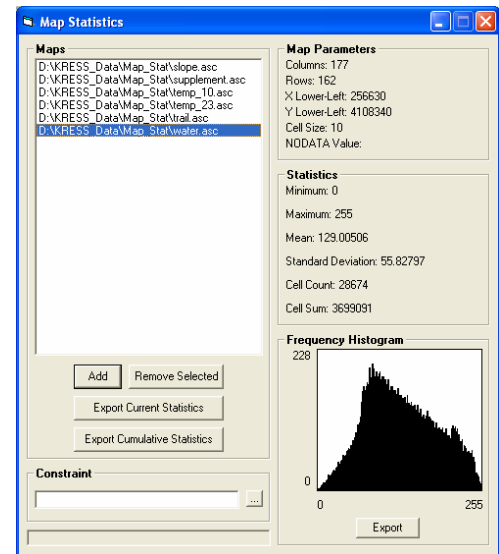 Map Statistics
Maps
D:\KRESS_Data\Map_Stat\slope.asc
D:\KRESS_Data\Map_Stat\supplement.asc
D:\KRESS_Data\Map_Stat\temp_10.asc
D:\KRESS_Data\Map_Stat\temp_23.asc
D:\KRESS_Data\Map_Stat\trail.asc
D:\KRESS_Data\Map_Stat\water.asc
Add
Remove Selected
Export Current Statistics
Export Cumulative Statistics
Constraint
...
Map Parameters
Columns: 177
Rows: 162
X Lower-Left: 256630
Y Lower-Left: 4108340
Cell Size: 10
NODATA Value:
Statistics
Minimum: 0
Maximum: 255
Mean: 129.00506
Standard Deviation: 55.82797
Cell Count: 28674
Cell Sum: 3699091
Frequency Histogram
228
0
0 255
Export